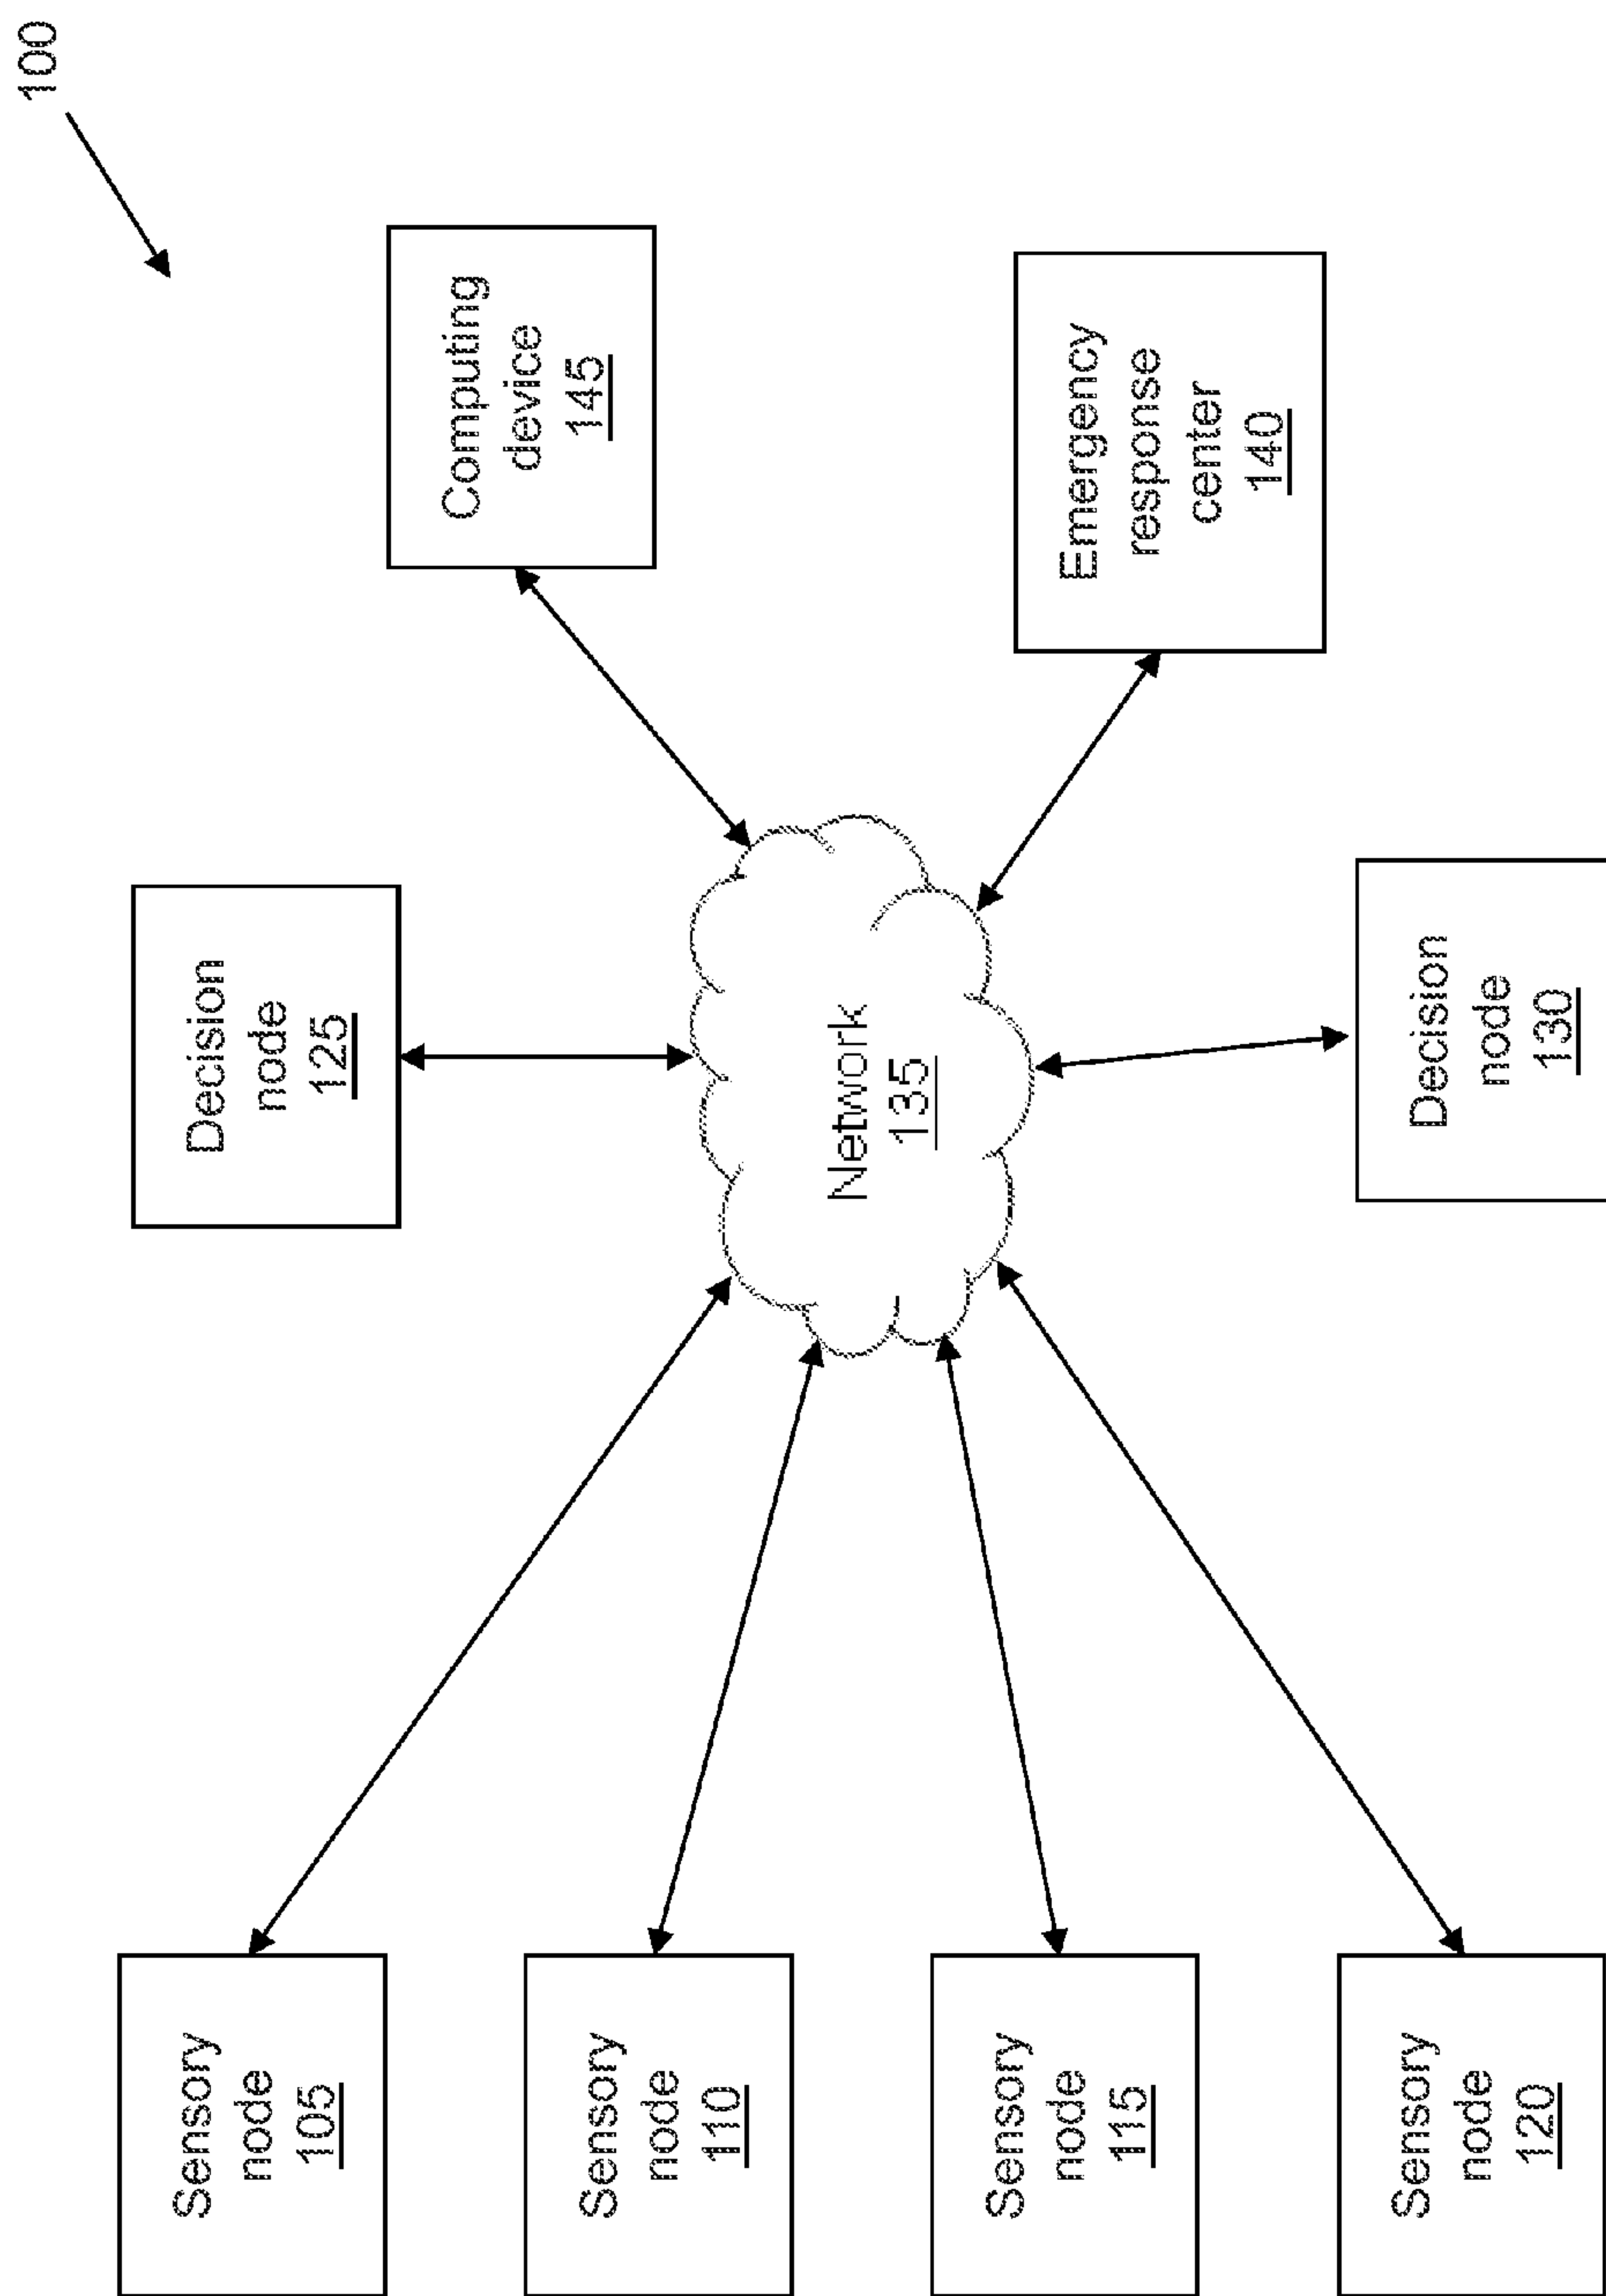 100
Sensory
node
105
Sensory
node
110
Sensory
node
115
Sensory
node
120
Decision
node
125
Network
135
Decision
node
130
Computing
device
145
Emergency
response
center
140